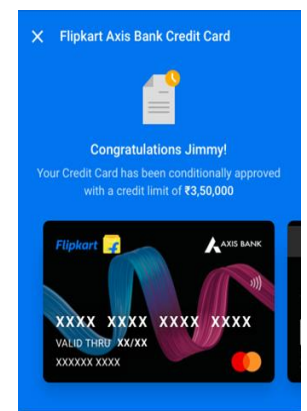 Flipkart Axis Bank Credit Card
Congratulations Jimmy!
Your Credit Card has been conditionally approved
with a credit limit of ₹3,50,000
Flipkart
AXIS BANK
XXXX XXXX XXXX XXXX
VALID THRU XX/XX
XXXXXX XXXX